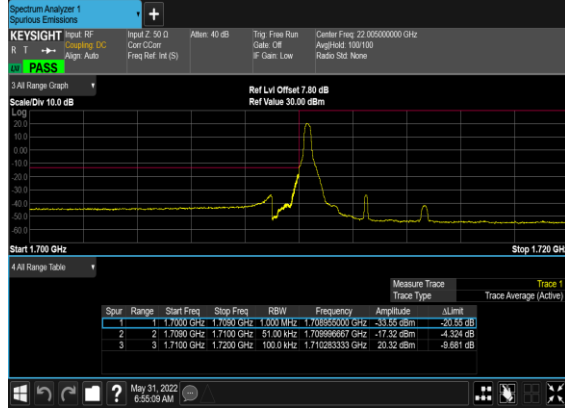 Spectrum Analyzer 1
Spurious Emissions
+
KEYSIGHT Input: RF Input Z: 50 Ω Atten: 40 dB Trig: Free Run Center Freq: 22.005000000 GHz
R T Coupling: DC Corr CCorr Gate: Off Avg|Hold: 100/100
Align: Auto Freq Ref: Int (S) IF Gain: Low Radio Std: None
PASS
3 All Range Graph
Ref Lvl Offset 7.80 dB
Scale/Div 10.0 dB Ref Value 30.00 dBm
Log
20.0
10.0
0.00
-10.0
-20.0
-30.0
-40.0
-50.0
-60.0
Start 1.700 GHz Stop 1.720 GH
4 All Range Table
Measure Trace Trace 1
Trace Type Trace Average (Active)
Spur Range Start Freq Stop Freq RBW Frequency Amplitude ΔLimit
1 1 1.7000 GHz 1.7090 GHz 1.000 MHz 1.708955000 GHz -33.55 dBm -20.55 dB
2 2 1.7090 GHz 1.7100 GHz 51.00 kHz 1.709996667 GHz -17.32 dBm -4.324 dB
3 3 1.7100 GHz 1.7200 GHz 100.0 kHz 1.710283333 GHz 20.32 dBm -9.681 dB
? May 31, 2022
6:55:09 AM